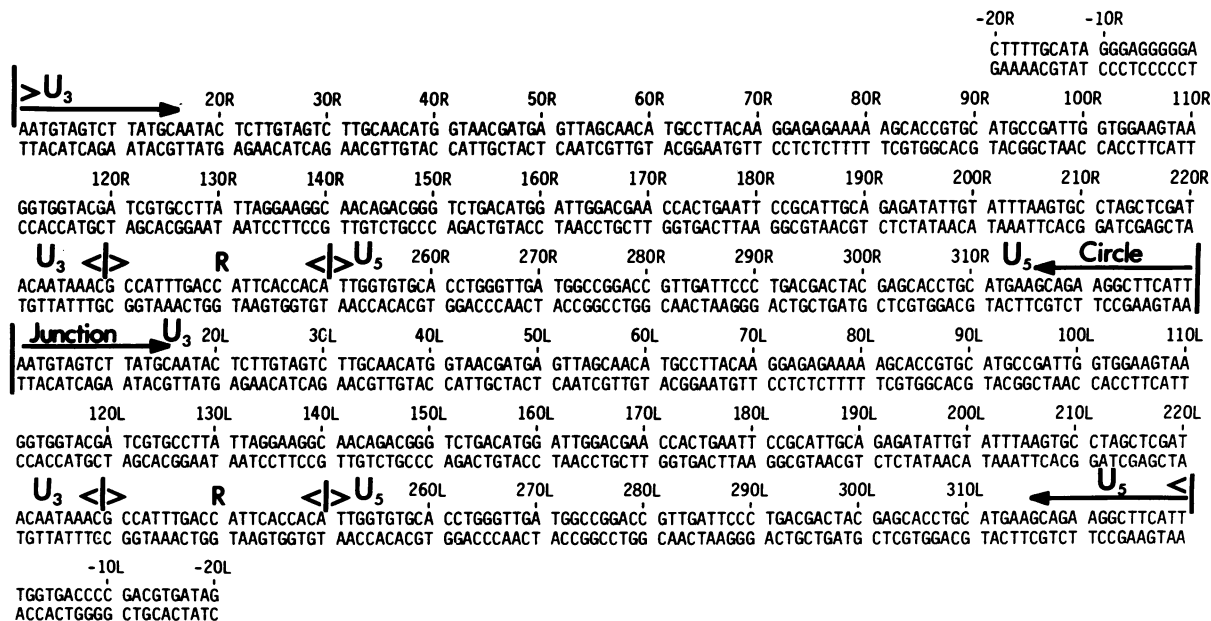 -20R -10R
CTTTTGCATA GGGAGGGGGA
GAAAACGTAT CCCTCCCCCT
>U3 20R 30R 40R 50R 60R 70R 80R 90R 100R 110R
AATGTAGTCT TATGCAATAC TCTTGTAGTC TTGCAACATG GTAACGATGA GTTAGCAACA TGCCTTACAA GGAGAGAAAA AGCACCGTGC ATGCCGATTG GTGGAAGTAA
TTACATCAGA ATACGTTATG AGAACATCAG AACGTTGTAC CATTGCTACT CAATCGTTGT ACGGAATGTT CCTCTCTTTT TCGTGGCACG TACGGCTAAC CACCTTCATT
120R 130R 140R 150R 160R 170R 180R 190R 200R 210R 220R
GGTGGTACGA TCGTGCCTTA TTAGGAAGGC AACAGACGGG TCTGACATGG ATTGGACGAA CCACTGAATT CCGCATTGCA GAGATATTGT ATTTAAGTGC CTAGCTCGAT
CCACCATGCT AGCACGGAAT AATCCTTCCG TTGTCTGCCC AGACTGTACC TAACCTGCTT GGTGACTTAA GGCGTAACGT CTCTATAACA TAAATTCACG GATCGAGCTA
U3 <> R <> U5 260R 270R 280R 290R 300R 310R U5 Circle
ACAATAAACG CCATTTGACC ATTCACCACA TTGGTGTGCA CCTGGGTTGA TGGCCGGACC GTTGATTCCC TGACGACTAC GAGCACCTGC ATGAAGCAGA AGGCTTCATT
TGTTATTTGC GGTAAACTGG TAAGTGGTGT AACCACACGT GGACCCAACT ACCGGCCTGG CAACTAAGGG ACTGCTGATG CTCGTGGACG TACTTCGTCT TCCGAAGTAA
Junction U3 20L 30L 40L 50L 60L 70L 80L 90L 100L 110L
AATGTAGTCT TATGCAATAC TCTTGTAGTC TTGCAACATG GTAACGATGA GTTAGCAACA TGCCTTACAA GGAGAGAAAA AGCACCGTGC ATGCCGATTG GTGGAAGTAA
TTACATCAGA ATACGTTATG AGAACATCAG AACGTTGTAC CATTGCTACT CAATCGTTGT ACGGAATGTT CCTCTCTTTT TCGTGGCACG TACGGCTAAC CACCTTCATT
120L 130L 140L 150L 160L 170L 180L 190L 200L 210L 220L
GGTGGTACGA TCGTGCCTTA TTAGGAAGGC AACAGACGGG TCTGACATGG ATTGGACGAA CCACTGAATT CCGCATTGCA GAGATATTGT ATTTAAGTGC CTAGCTCGAT
CCACCATGCT AGCACGGAAT AATCCTTCCG TTGTCTGCCC AGACTGTACC TAACCTGCTT GGTGACTTAA GGCGTAACGT CTCTATAACA TAAATTCACG GATCGAGCTA
U3 <> R <> U5 260L 270L 280L 290L 300L 310L U5 <
ACAATAAACG CCATTTGACC ATTCACCACA TTGGTGTGCA CCTGGGTTGA TGGCCGGACC GTTGATTCCC TGACGACTAC GAGCACCTGC ATGAAGCAGA AGGCTTCATT
TGTTATTTGC GGTAAACTGG TAAGTGGTGT AACCACACGT GGACCCAACT ACCGGCCTGG CAACTAAGGG ACTGCTGATG CTCGTGGACG TACTTCGTCT TCCGAAGTAA
-10L -20L
TGGTGACCCC GACGTGATAG
ACCACTGGGG CTGCACTATC